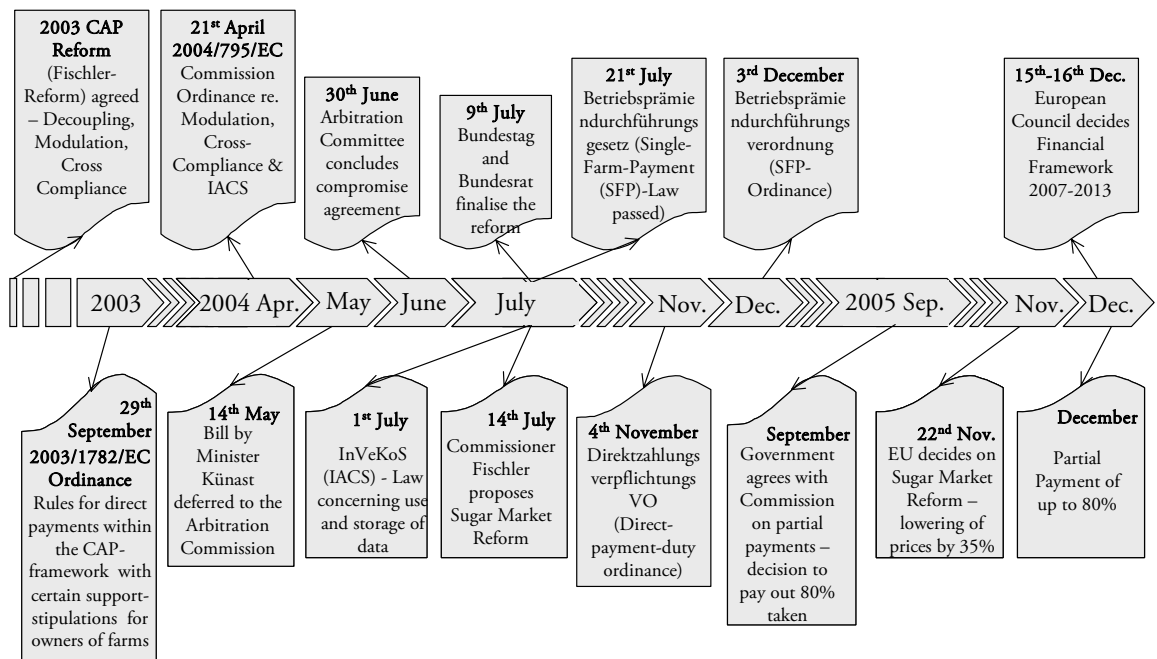 2003 CAP
Reform
(Fischler-
Reform) agreed
– Decoupling,
Modulation,
Cross
Compliance
21st April
2004/795/EC
Commission
Ordinance re.
Modulation,
Cross-
Compliance &
IACS
30th June
Arbitration
Committee
concludes
compromise
agreement
9th July
Bundestag
and
Bundesrat
finalise the
reform
21st July
Betriebsprämie
ndurchführungs
gesetz (Single-
Farm-Payment
(SFP)-Law
passed)
3rd December
Betriebsprämie
ndurchführungs
verordnung
(SFP-
Ordinance)
15th-16th Dec.
European
Council decides
Financial
Framework
2007-2013
2003
2004 Apr.
May
June
July
Nov.
Dec.
2005 Sep.
Nov.
Dec.
29th
September
2003/1782/EC
Ordinance
Rules for direct
payments within
the CAP-
framework with
certain support-
stipulations for
owners of farms
14th May
Bill by
Minister
Künast
deferred to the
Arbitration
Commission
1st July
InVeKoS
(IACS) - Law
concerning use
and storage of
data
14th July
Commissioner
Fischler
proposes
Sugar Market
Reform
4th November
Direktzahlungs
verpflichtungs
VO
(Direct-
payment-duty
ordinance)
September
Government
agrees with
Commission
on partial
payments –
decision to
pay out 80%
taken
22nd Nov.
EU decides on
Sugar Market
Reform –
lowering of
prices by 35%
December
Partial
Payment of
up to 80%